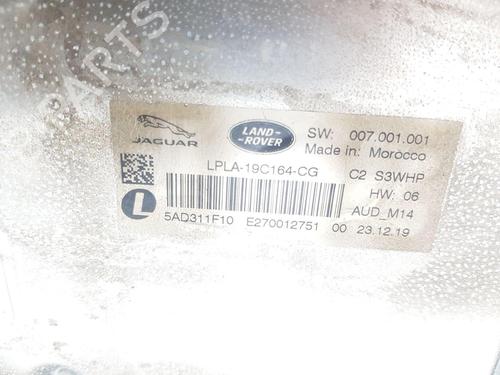 PARTS
JAGUAR
LAND-
ROVER
SW: 007.001.001
Made in: Morocco
LPLA-19C164-CG
C2 S3WHP
HW: 06
L
AUD_M14
5AD311F10 E270012751 00 23.12.19